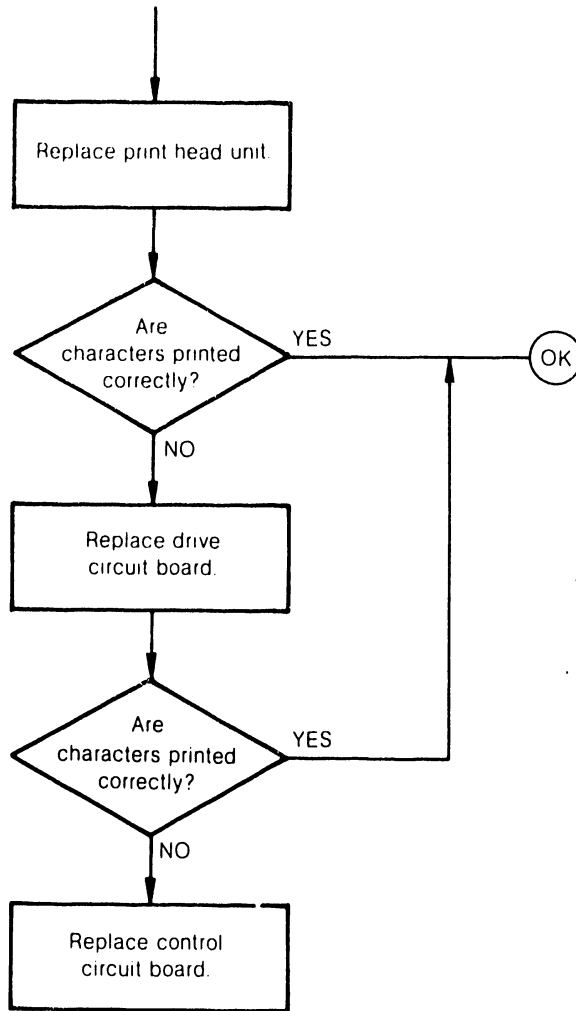 Replace print head unit.
Are
characters printed
correctly?
YES
OK
NO
Replace drive
circuit board.
Are
characters printed
correctly?
YES
NO
Replace control
circuit board.